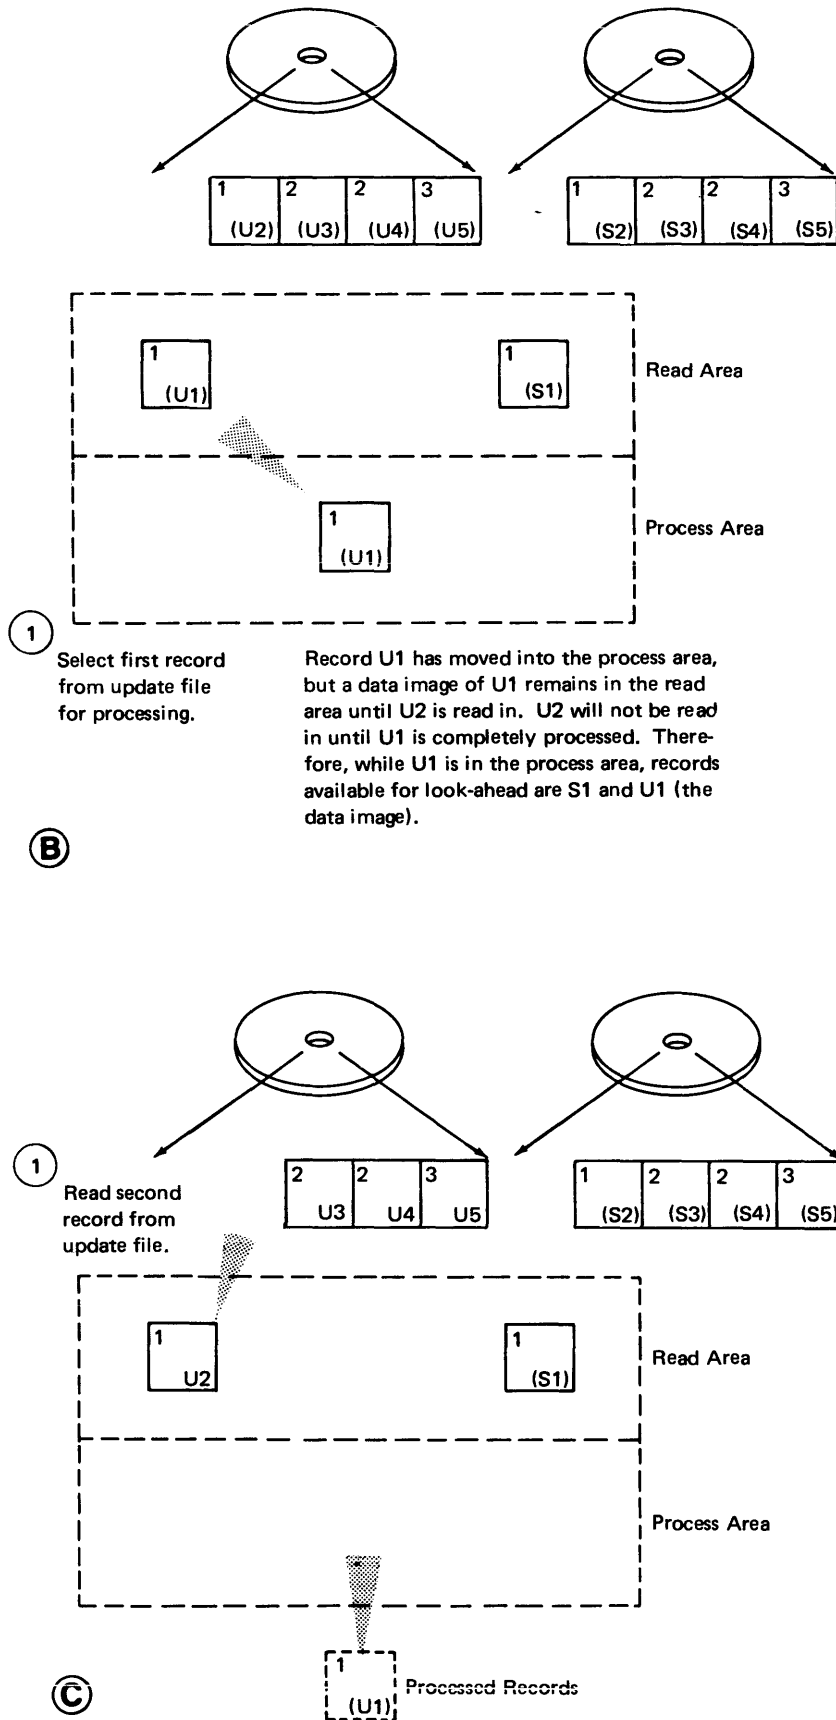 1 2 2 3 1 2 2 3
(U2) (U3) (U4) (U5) (S2) (S3) (S4) (S5)
1 1
(U1) (S1)
Read Area
1
(U1)
Process Area
1
Select first record
from update file
for processing.
Record U1 has moved into the process area,
but a data image of U1 remains in the read
area until U2 is read in. U2 will not be read
in until U1 is completely processed. There-
fore, while U1 is in the process area, records
available for look-ahead are S1 and U1 (the
data image).
B
2 2 3 1 2 2 3
U3 U4 U5 (S2) (S3) (S4) (S5)
1
Read second
record from
update file.
1 1
U2 (S1)
Read Area
Process Area
1
(U1)
Processed Records
C